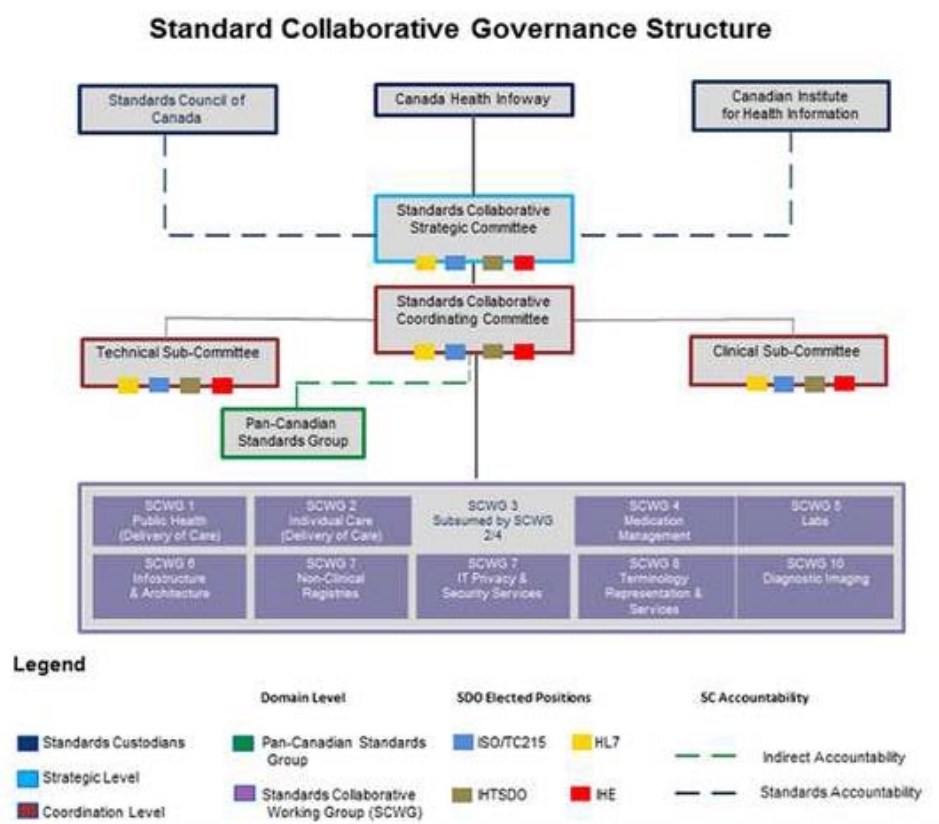 Standard Collaborative Governance Structure
Standards Council of
Canada
Canada Health Infoway
Canadian Institute
for Health Information
Standards Collaborative
Strategic Committee
Standards Collaborative
Coordinating Committee
Technical Sub-Committee
Clinical Sub-Committee
Pan-Canadian
Standards Group
SCWG 1
Public Health
(Delivery of Care)
SCWG 2
Individual Care
(Delivery of Care)
SCWG 3
Subsumed by SCWG
2/4
SCWG 4
Medication
Management
SCWG 5
Labs
SCWG 6
Infostructure
& Architecture
SCWG 7
Non-Clinical
Registries
SCWG 7
IT Privacy &
Security Services
SCWG 8
Terminology
Representation &
Services
SCWG 10
Diagnostic Imaging
Legend
Domain Level
SDO Elected Positions
SC Accountability
Standards Custodians
Strategic Level
Coordination Level
Pan-Canadian Standards
Group
Standards Collaborative
Working Group (SCWG)
ISO/TC215
HL7
IHTSDO
IHE
Indirect Accountability
Standards Accountability